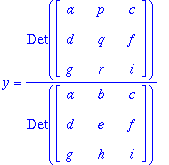 y = Det([a p c
d q f
g r i])
Det([a b c
d e f
g h i])